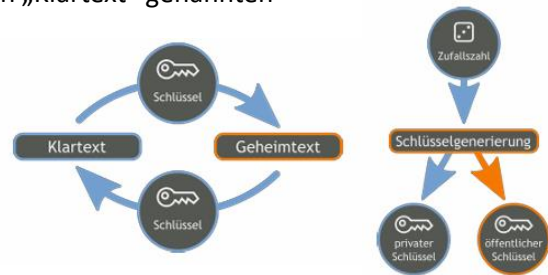 „Klartext“ genannten
Schlüssel
Klartext
Geheimtext
Schlüssel
Zufallszahl
Schlüsselgenerierung
privater
Schlüssel
öffentlicher
Schlüssel